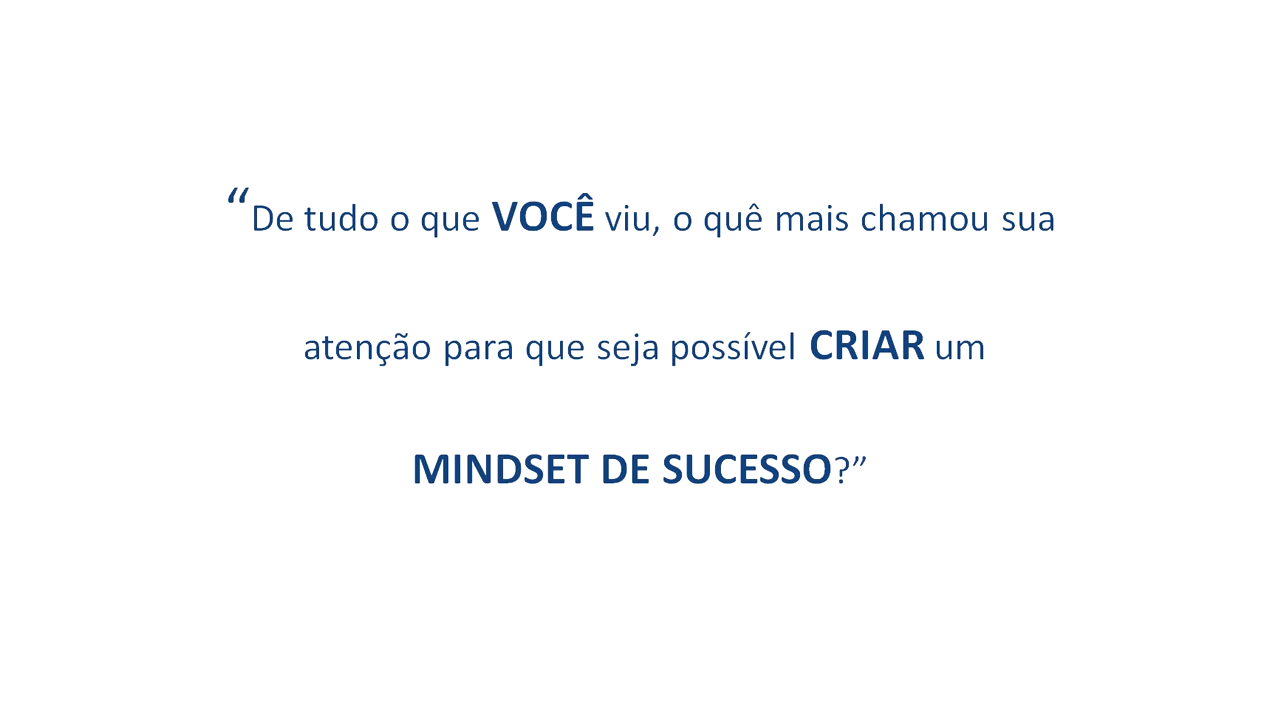 “De tudo o que VOCÊ viu, o quê mais chamou sua
atenção para que seja possível CRIAR um
MINDSET DE SUCESSO?”